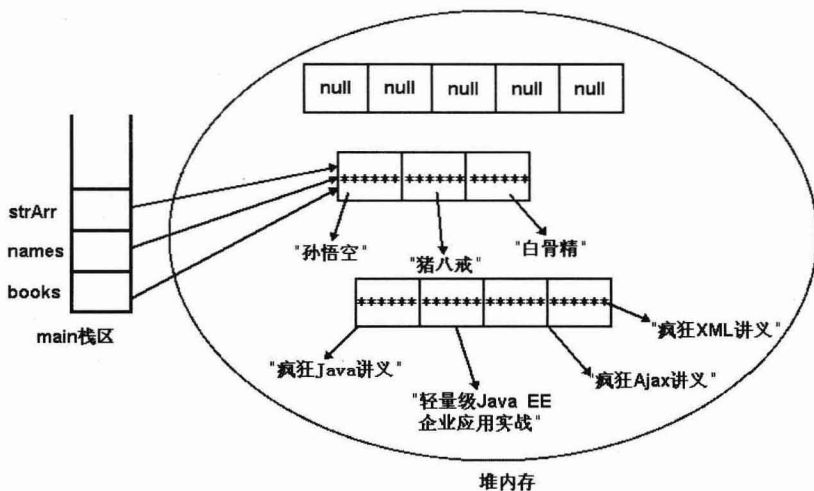 null null null null null
strArr
names
books
main栈区
****** ****** ******
"孙悟空"
"猪八戒"
"白骨精"
****** ****** ****** ******
"疯狂Java讲义"
"轻量级Java EE
企业应用实战"
"疯狂Ajax讲义"
"疯狂XML讲义"
堆内存